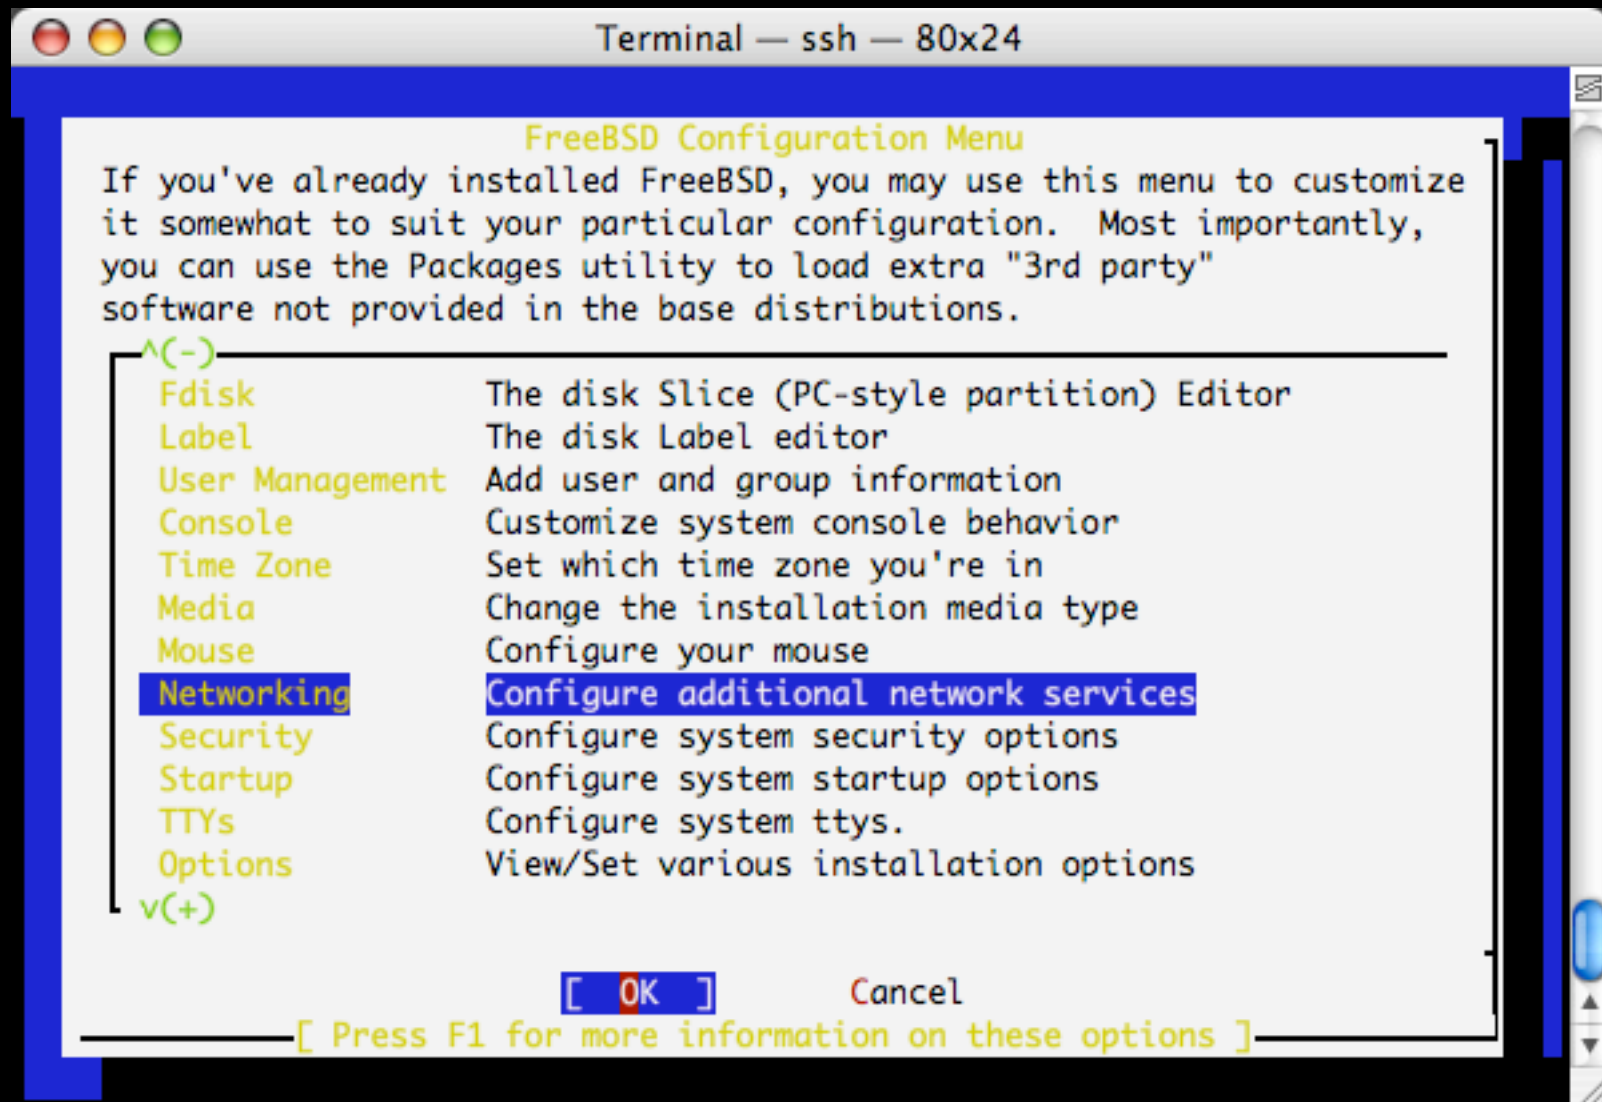 Terminal — ssh — 80x24
FreeBSD Configuration Menu
If you've already installed FreeBSD, you may use this menu to customize
it somewhat to suit your particular configuration.  Most importantly,
you can use the Packages utility to load extra "3rd party"
software not provided in the base distributions.
^(-)
Fdisk The disk Slice (PC-style partition) Editor
Label The disk Label editor
User Management Add user and group information
Console Customize system console behavior
Time Zone Set which time zone you're in
Media Change the installation media type
Mouse Configure your mouse
Networking Configure additional network services
Security Configure system security options
Startup Configure system startup options
TTYs Configure system ttys.
Options View/Set various installation options
v(+)
[ OK ] Cancel
[ Press F1 for more information on these options ]